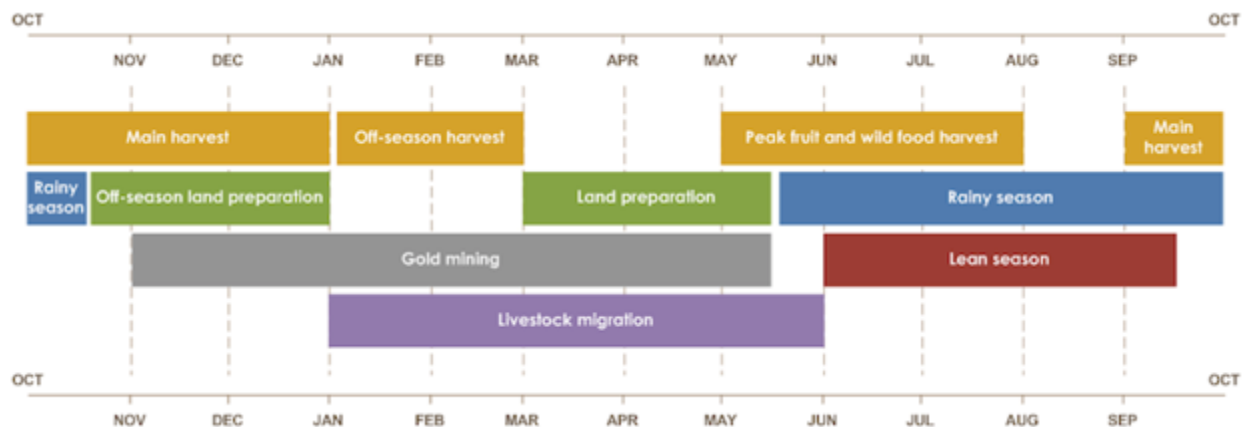 OCT OCT
NOV DEC JAN FEB MAR APR MAY JUN JUL AUG SEP
Main harvest
Off-season harvest
Peak fruit and wild food harvest
Main
harvest
Rainy
season
Off-season land preparation
Land preparation
Rainy season
Gold mining
Lean season
Livestock migration
OCT OCT
NOV DEC JAN FEB MAR APR MAY JUN JUL AUG SEP